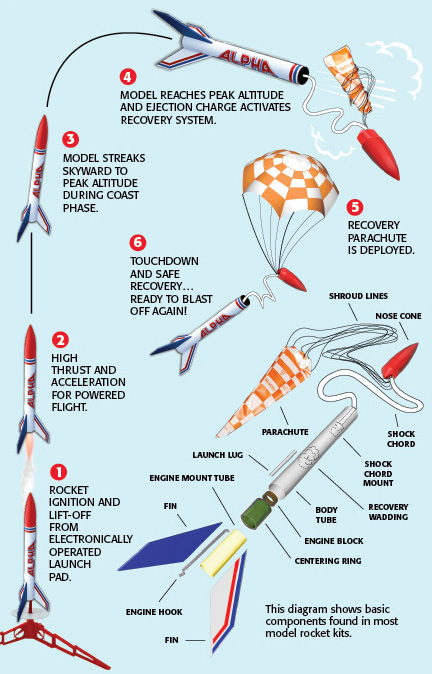 ALPHA
4
MODEL REACHES PEAK ALTITUDE
AND EJECTION CHARGE ACTIVATES
RECOVERY SYSTEM.
3
MODEL STREAKS
SKYWARD TO
PEAK ALTITUDE
DURING COAST
PHASE.
ALPHA
5
RECOVERY
PARACHUTE
IS DEPLOYED.
6
TOUCHDOWN
AND SAFE
RECOVERY...
READY TO BLAST
OFF AGAIN!
ALPHA
2
HIGH
THRUST AND
ACCELERATION
FOR POWERED
FLIGHT.
ALPHA
1
ROCKET
IGNITION AND
LIFT-OFF
FROM
ELECTRONICALLY
OPERATED
LAUNCH
PAD.
ALPHA
SHROUD LINES
NOSE CONE
PARACHUTE
SHOCK
CHORD
LAUNCH LUG
SHOCK
CHORD
MOUNT
ENGINE MOUNT TUBE
RECOVERY
WADDING
FIN
BODY
TUBE
ENGINE BLOCK
CENTERING RING
ENGINE HOOK
FIN
This diagram shows basic
components found in most
model rocket kits.